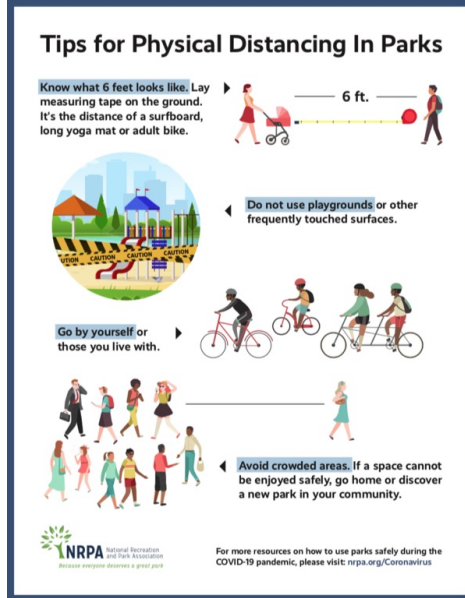 Tips for Physical Distancing In Parks
Know what 6 feet looks like. Lay
measuring tape on the ground.
It's the distance of a surfboard,
long yoga mat or adult bike.
6 ft.
Do not use playgrounds or other
frequently touched surfaces.
UTION CAUTION CAUTION CAUTION
Go by yourself or
those you live with.
Avoid crowded areas. If a space cannot
be enjoyed safely, go home or discover
a new park in your community.
NRPA National Recreation
and Park Association
Because everyone deserves a great park
For more resources on how to use parks safely during the
COVID-19 pandemic, please visit: nrpa.org/Coronavirus